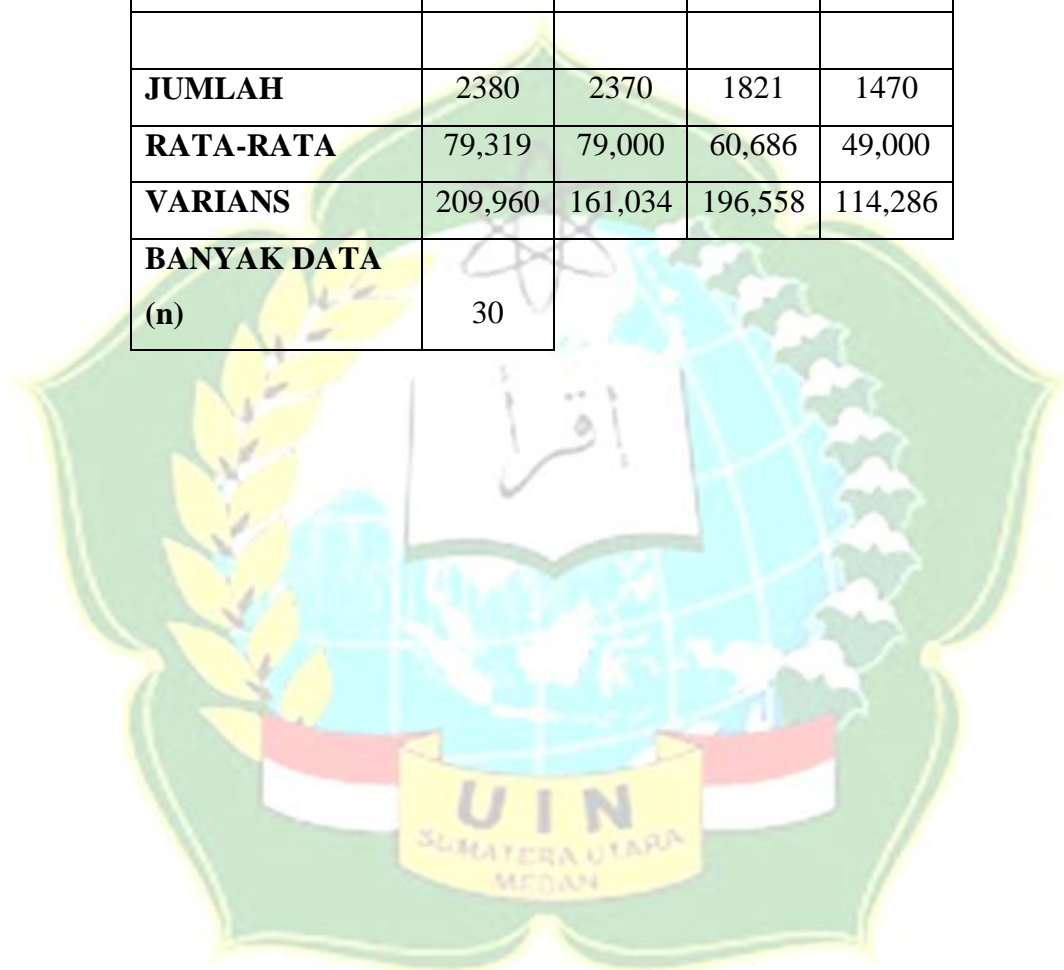 JUMLAH 2380 2370 1821 1470
RATA-RATA 79,319 79,000 60,686 49,000
VARIANS 209,960 161,034 196,558 114,286
BANYAK DATA
(n) 30
اقرأ
UIN
SUMATERA UTARA
MEDAN